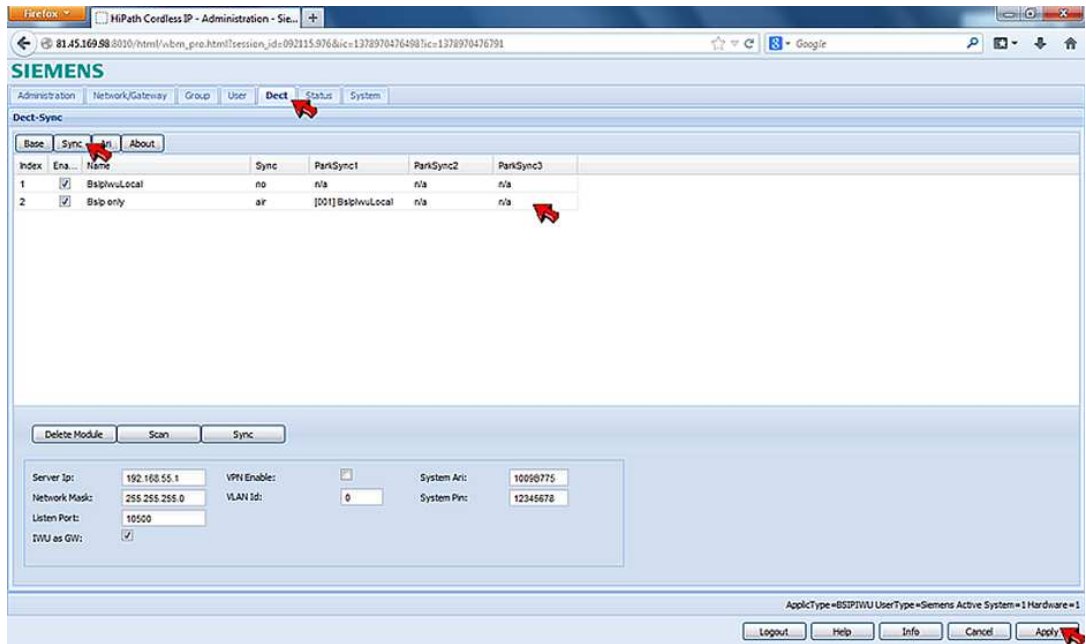 Firefox
HiPath Cordless IP - Administration - Sie...
81.45.169.98:8010/html/wbm_pro.html?session_id=092115.976&ic=1378970476498?ic=1378970476791
Google
SIEMENS
Administration Network/Gateway Group User Dect Status System
Dect-Sync
Base Sync Ari About
Index Ena... Name Sync ParkSync1 ParkSync2 ParkSync3
1 BsipIwuLocal no n/a n/a n/a
2 Bsip only air [001] BsipIwuLocal n/a n/a
Delete Module Scan Sync
Server Ip: 192.168.55.1 VPN Enable: System Ari: 10098775
Network Mask: 255.255.255.0 VLAN Id: 0 System Pin: 12345678
Listen Port: 10500
IWU as GW:
ApplicType=BSIPIWU UserType=Siemens Active System=1 Hardware=1
Logout Help Info Cancel Apply